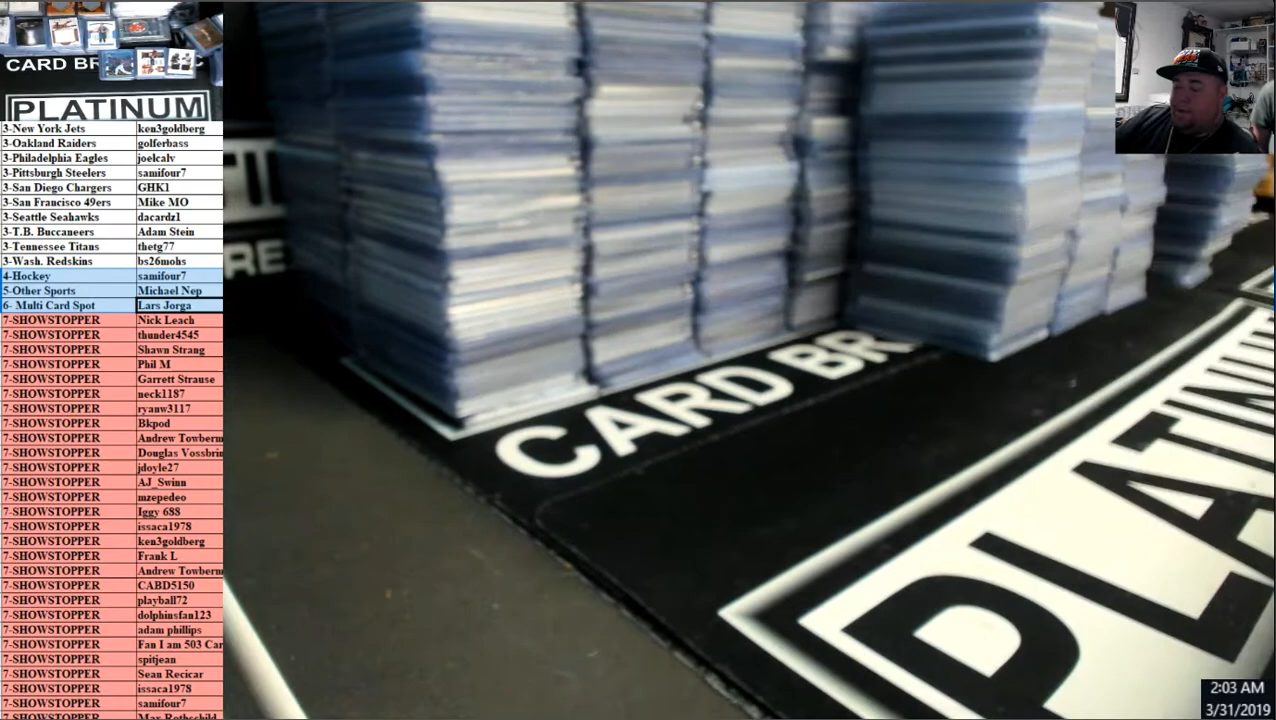 CARD BR C
PLATINUM
3-New York Jets ken3goldberg
3-Oakland Raiders golferbass
3-Philadelphia Eagles joelcalv
3-Pittsburgh Steelers samifour7
3-San Diego Chargers GHK1
3-San Francisco 49ers Mike MO
3-Seattle Seahawks dacardz1
3-T.B. Buccaneers Adam Stein
3-Tennessee Titans thetg77
3-Wash. Redskins bs26mohs
4-Hockey samifour7
5-Other Sports Michael Nep
6- Multi Card Spot Lars Jorga
7-SHOWSTOPPER Nick Leach
7-SHOWSTOPPER thunder4545
7-SHOWSTOPPER Shawn Strang
7-SHOWSTOPPER Phil M
7-SHOWSTOPPER Garrett Strause
7-SHOWSTOPPER neck1187
7-SHOWSTOPPER ryanw3117
7-SHOWSTOPPER Bkpod
7-SHOWSTOPPER Andrew Towberm
7-SHOWSTOPPER Douglas Vossbrin
7-SHOWSTOPPER jdoyle27
7-SHOWSTOPPER AJ_Swinn
7-SHOWSTOPPER mzepedeo
7-SHOWSTOPPER Iggy 688
7-SHOWSTOPPER issaca1978
7-SHOWSTOPPER ken3goldberg
7-SHOWSTOPPER Frank L
7-SHOWSTOPPER Andrew Towberm
7-SHOWSTOPPER CABD5150
7-SHOWSTOPPER playball72
7-SHOWSTOPPER dolphinsfan123
7-SHOWSTOPPER adam phillips
7-SHOWSTOPPER Fan I am 503 Car
7-SHOWSTOPPER spitjean
7-SHOWSTOPPER Sean Recicar
7-SHOWSTOPPER issaca1978
7-SHOWSTOPPER samifour7
7-SHOWSTOPPER Max Rothschild
RE
CARD BR
PLATINU
2:03 AM
3/31/2019